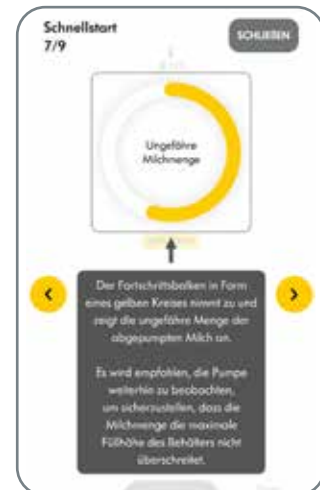 Schnellstart
7/9
SCHLIEßEN
Ungefähre
Milchmenge
Der Fortschrittsbalken in Form
eines gelben Kreises nimmt zu und
zeigt die ungefähre Menge der
abgepumpten Milch an.
Es wird empfohlen, die Pumpe
weiterhin zu beobachten,
um sicherzustellen, dass die
Milchmenge die maximale
Füllhöhe des Behälters nicht
überschreitet.